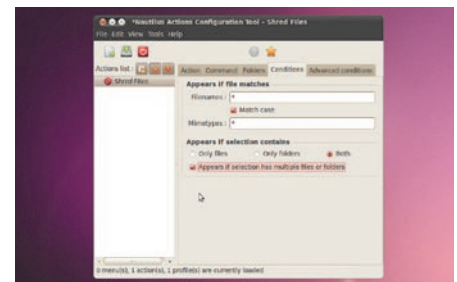 *Nautilus Actions Configuration Tool - Shred Files
File Edit View Tools Help
Actions list :
Shred Files
Action Command Folders Conditions Advanced conditions
Appears if file matches
Filenames : *
Match case
Mimetypes : *
Appears if selection contains
Only files Only folders Both
Appears if selection has multiple files or folders
0 menu(s), 1 action(s), 1 profile(s) are currently loaded